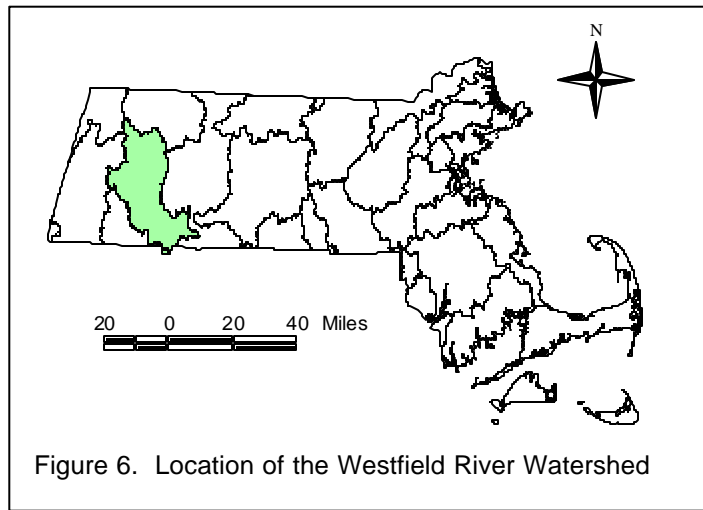 N
20 0 20 40 Miles
Figure 6. Location of the Westfield River Watershed